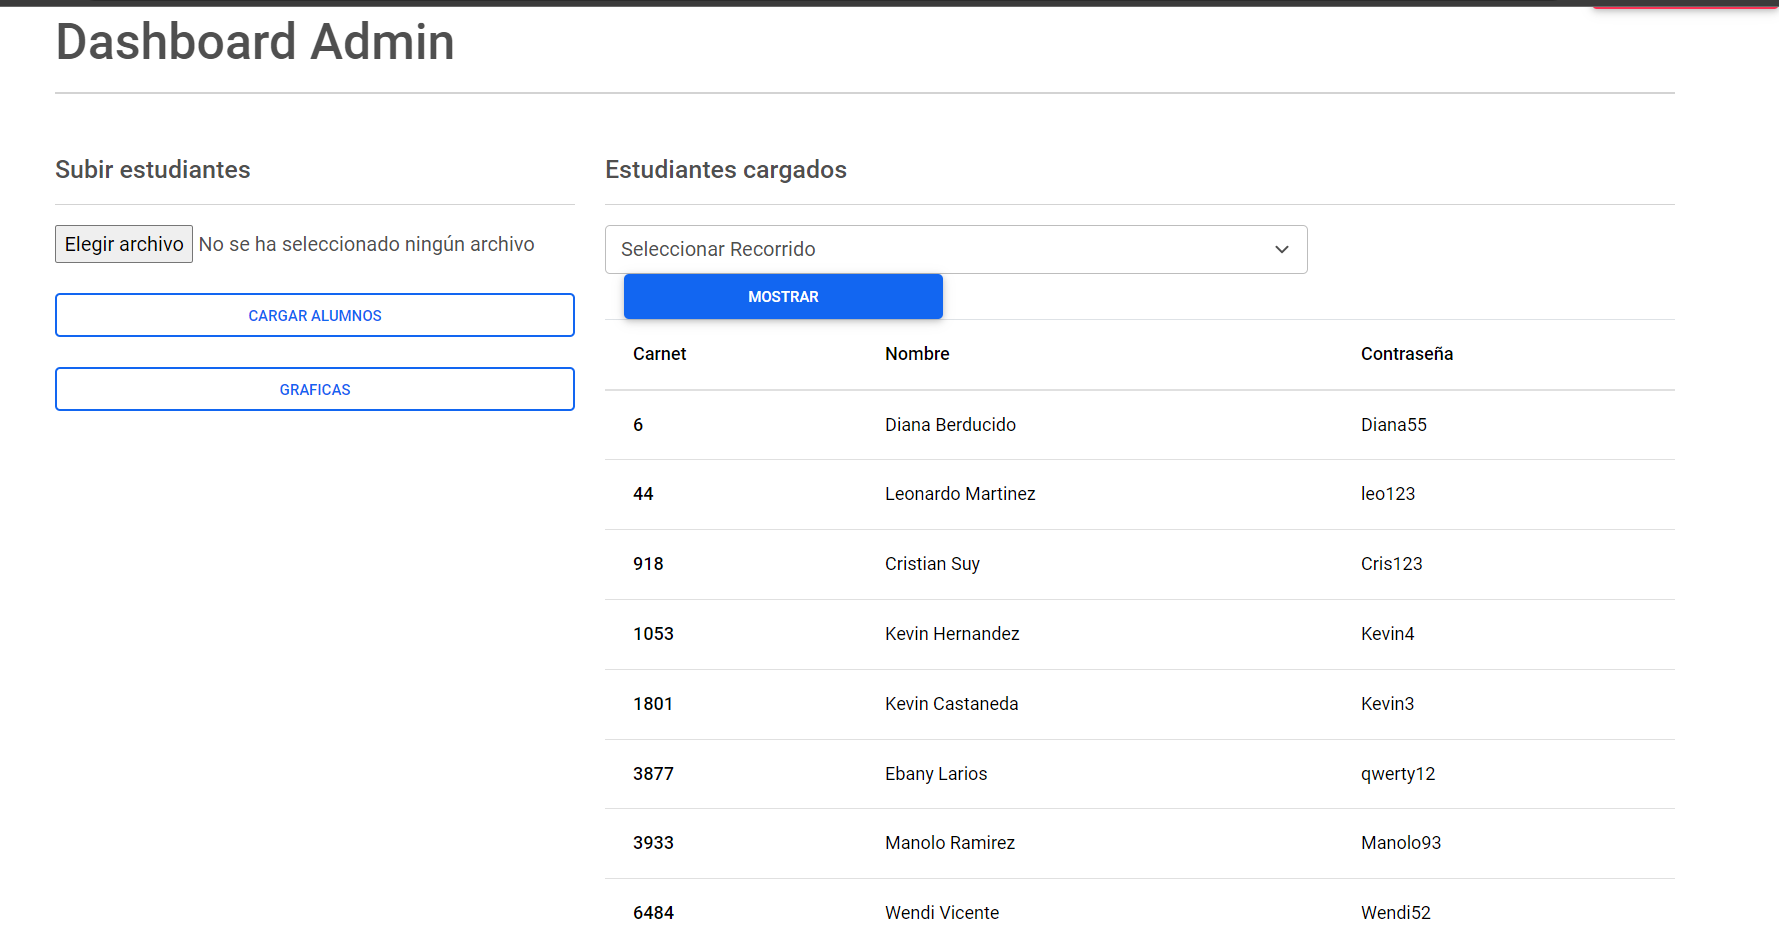 Dashboard Admin
Subir estudiantes
Elegir archivo No se ha seleccionado ningún archivo
CARGAR ALUMNOS
GRAFICAS
Estudiantes cargados
Seleccionar Recorrido
MOSTRAR
Carnet Nombre Contraseña
6 Diana Berducido Diana55
44 Leonardo Martinez leo123
918 Cristian Suy Cris123
1053 Kevin Hernandez Kevin4
1801 Kevin Castaneda Kevin3
3877 Ebany Larios qwerty12
3933 Manolo Ramirez Manolo93
6484 Wendi Vicente Wendi52